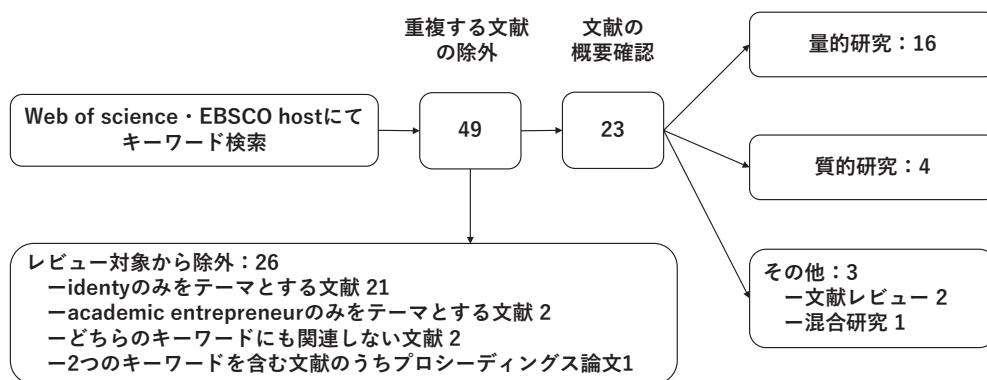 重複する文献
の除外
文献の
概要確認
量的研究：16
Web of science・EBSCO hostにて
キーワード検索
49
23
質的研究：4
レビュー対象から除外：26
ーidentyのみをテーマとする文献 21
ーacademic entrepreneurのみをテーマとする文献 2
ーどちらのキーワードにも関連しない文献 2
ー2つのキーワードを含む文献のうちプロシーディングス論文1
その他：3
ー文献レビュー 2
ー混合研究 1